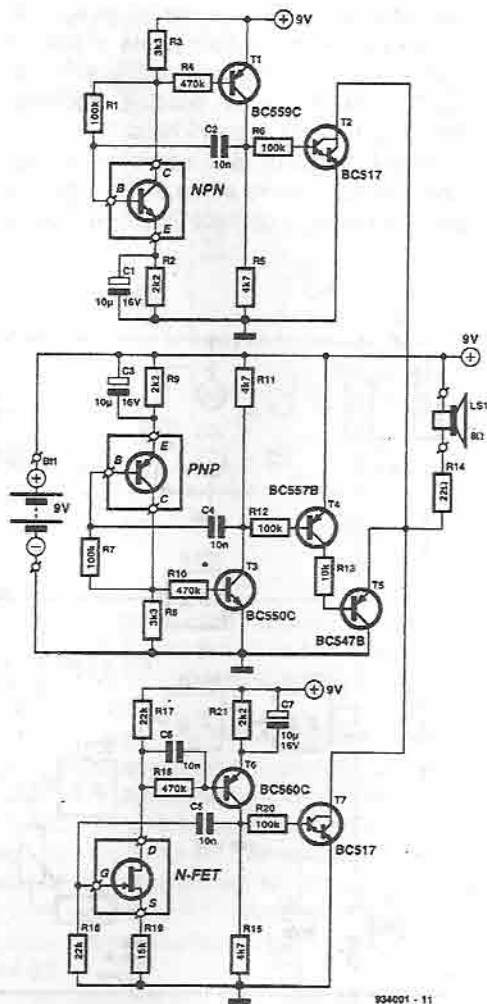 9V
R3
3k3
R4
470k
T1
BC559C
R1
100k
T2
C2
10n
R6
100k
BC517
C
B
NPN
E
C1
10µ 16V
R2
2k2
R5
4k7
9V
C3
10µ 16V
R9
2k2
R11
4k7
LS1
8Ω
E
B
PNP
C
Bt1
9V
BC557B
T4
R14
22Ω
C4
10n
R12
100k
R7
100k
R13
10k
R10
470k
T3
BC550C
T5
BC547B
R8
3k3
9V
R17
22k
R21
2k2
C7
10µ
16V
C6
10n
T6
470k
BC560C
T7
C5
10n
R20
100k
BC517
D
G
S
N-FET
22k
R19
15k
R15
4k7
934091 - 11